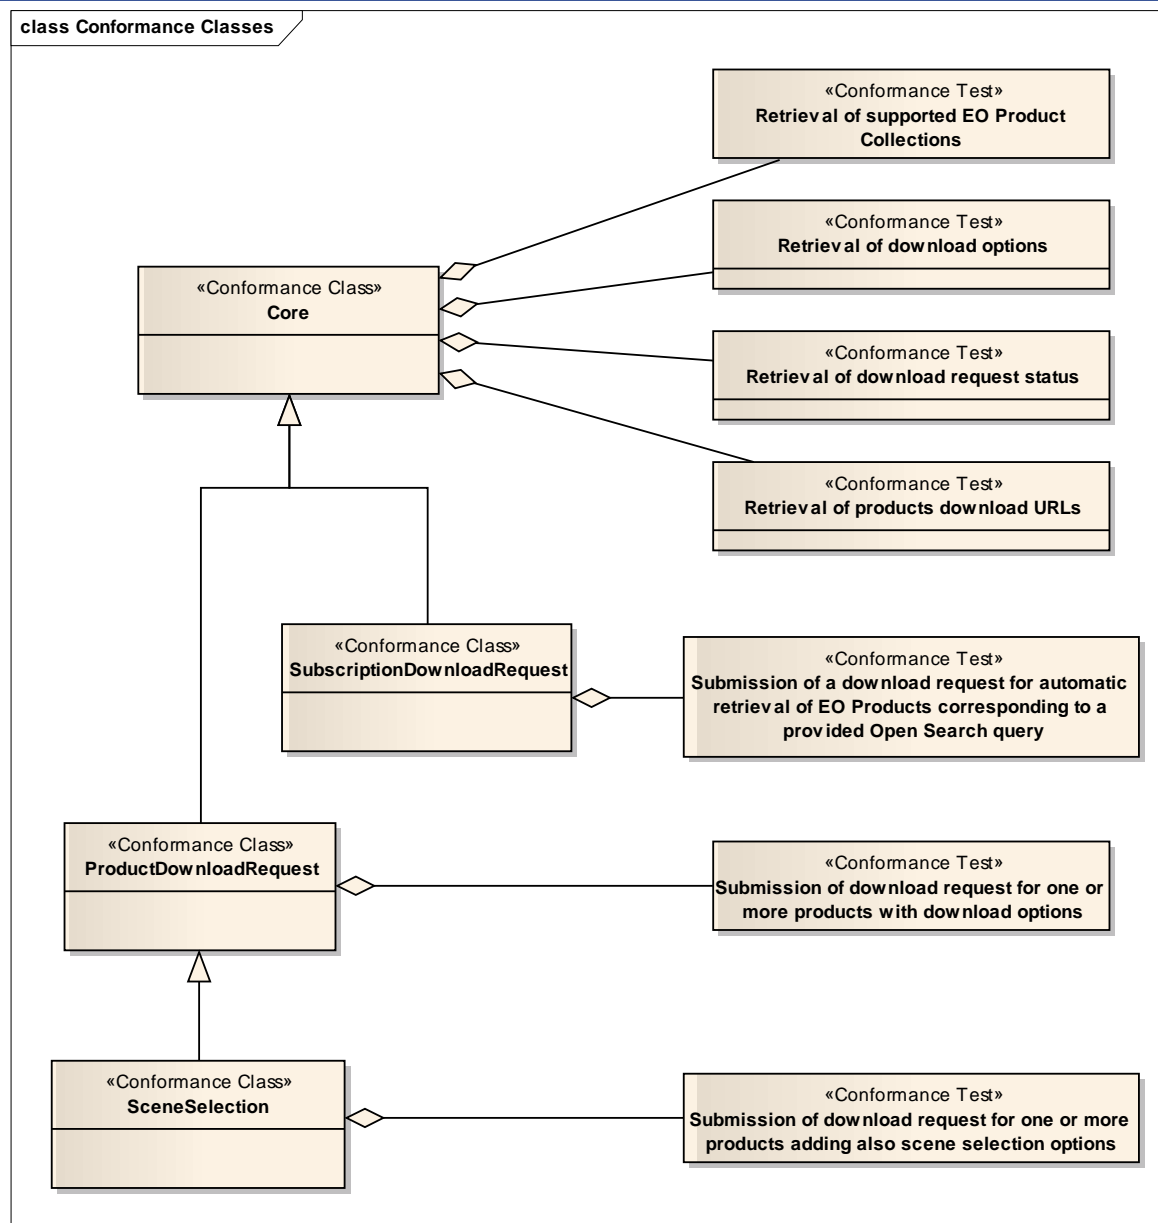 class Conformance Classes
«Conformance Test»
Retrieval of supported EO Product
Collections
«Conformance Test»
Retrieval of download options
«Conformance Class»
Core
«Conformance Test»
Retrieval of download request status
«Conformance Test»
Retrieval of products download URLs
«Conformance Class»
SubscriptionDownloadRequest
«Conformance Test»
Submission of a download request for automatic
retrieval of EO Products corresponding to a
provided Open Search query
«Conformance Class»
ProductDownloadRequest
«Conformance Test»
Submission of download request for one or
more products with download options
«Conformance Class»
SceneSelection
«Conformance Test»
Submission of download request for one or more
products adding also scene selection options